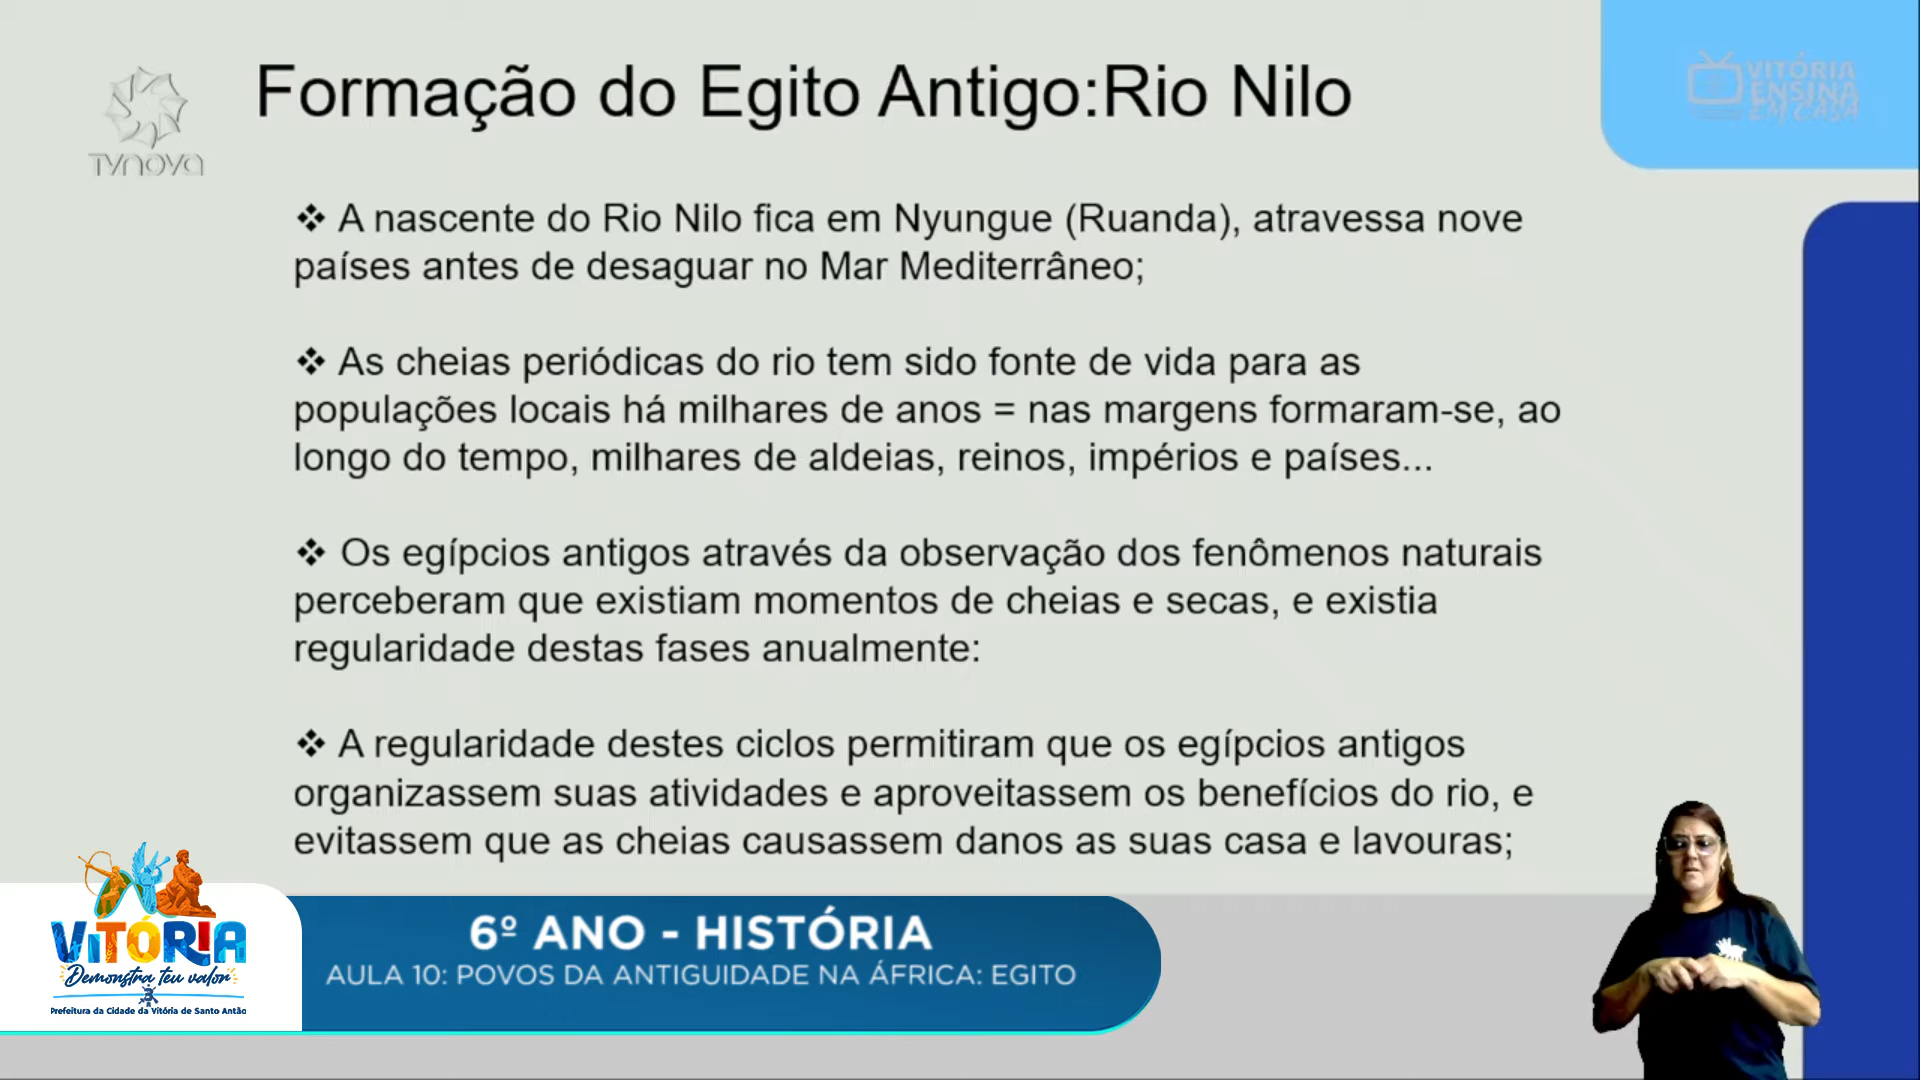 Formação do Egito Antigo:Rio Nilo
TVNOVA
VITÓRIA
ENSINA
EM CASA
❖ A nascente do Rio Nilo fica em Nyungue (Ruanda), atravessa nove
países antes de desaguar no Mar Mediterrâneo;
❖ As cheias periódicas do rio tem sido fonte de vida para as
populações locais há milhares de anos = nas margens formaram-se, ao
longo do tempo, milhares de aldeias, reinos, impérios e países...
❖ Os egípcios antigos através da observação dos fenômenos naturais
perceberam que existiam momentos de cheias e secas, e existia
regularidade destas fases anualmente:
❖ A regularidade destes ciclos permitiram que os egípcios antigos
organizassem suas atividades e aproveitassem os benefícios do rio, e
evitassem que as cheias causassem danos as suas casa e lavouras;
VITÓRIA
Demonstra teu valor
Prefeitura da Cidade da Vitória de Santo Antão
6º ANO - HISTÓRIA
AULA 10: POVOS DA ANTIGUIDADE NA ÁFRICA: EGITO